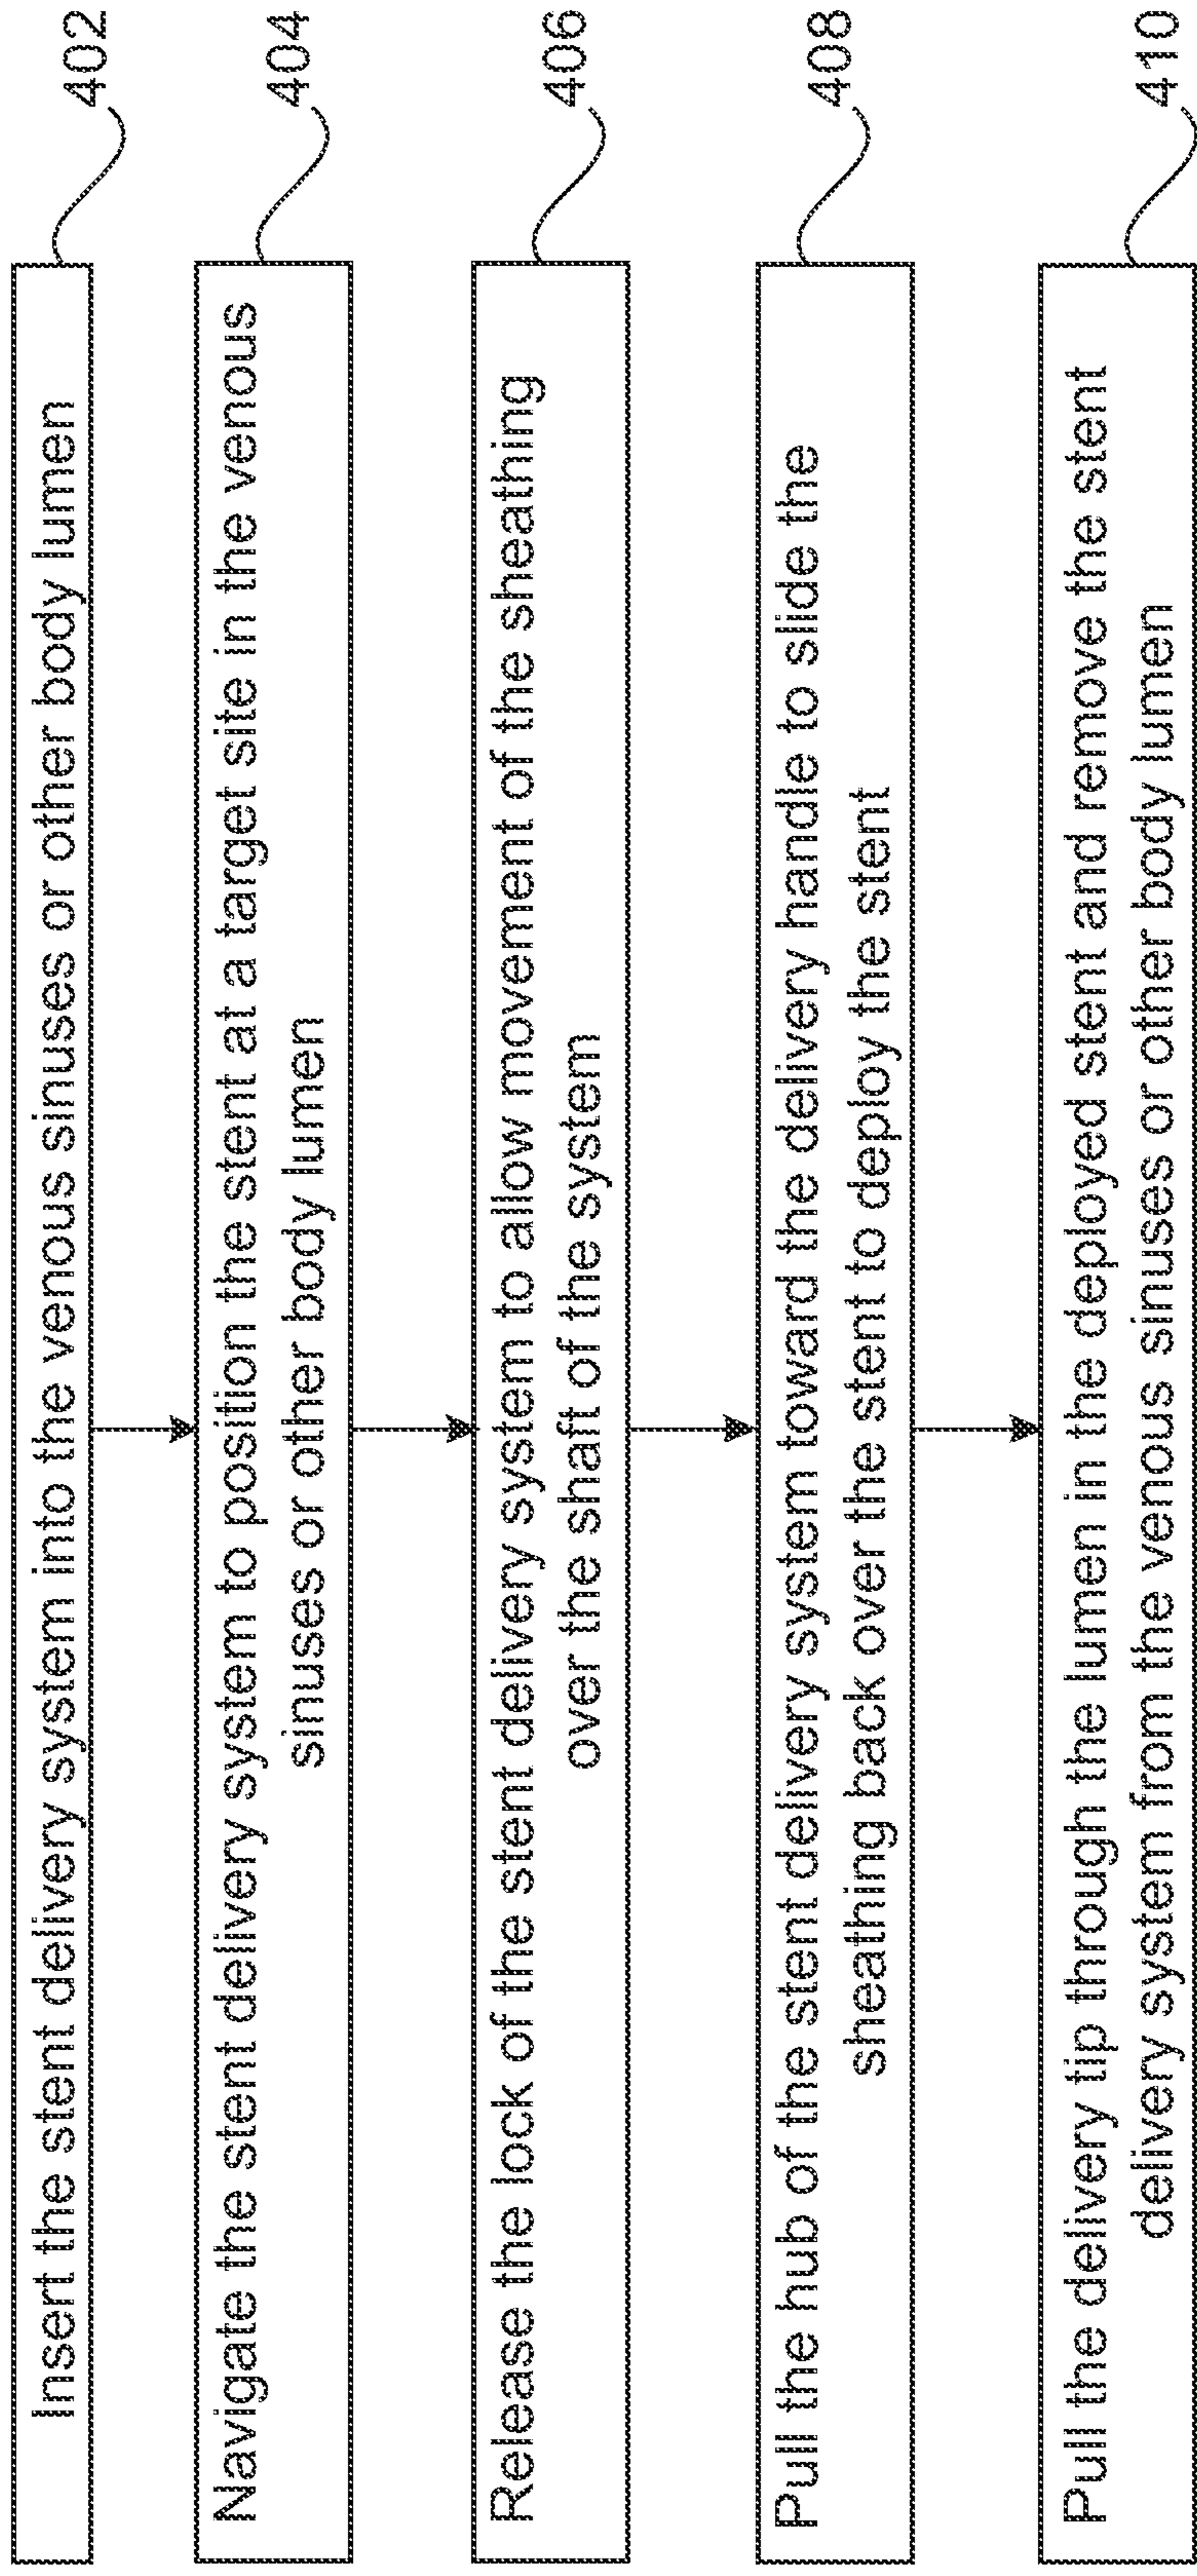 Insert the stent delivery system into the venous sinuses or other body lumen
402
Navigate the stent delivery system to position the stent at a target site in the venous
sinuses or other body lumen
404
Release the lock of the stent delivery system to allow movement of the sheathing
over the shaft of the system
406
Pull the hub of the stent delivery system toward the delivery handle to slide the
sheathing back over the stent to deploy the stent
408
Pull the delivery tip through the lumen in the deployed stent and remove the stent
delivery system from the venous sinuses or other body lumen
410